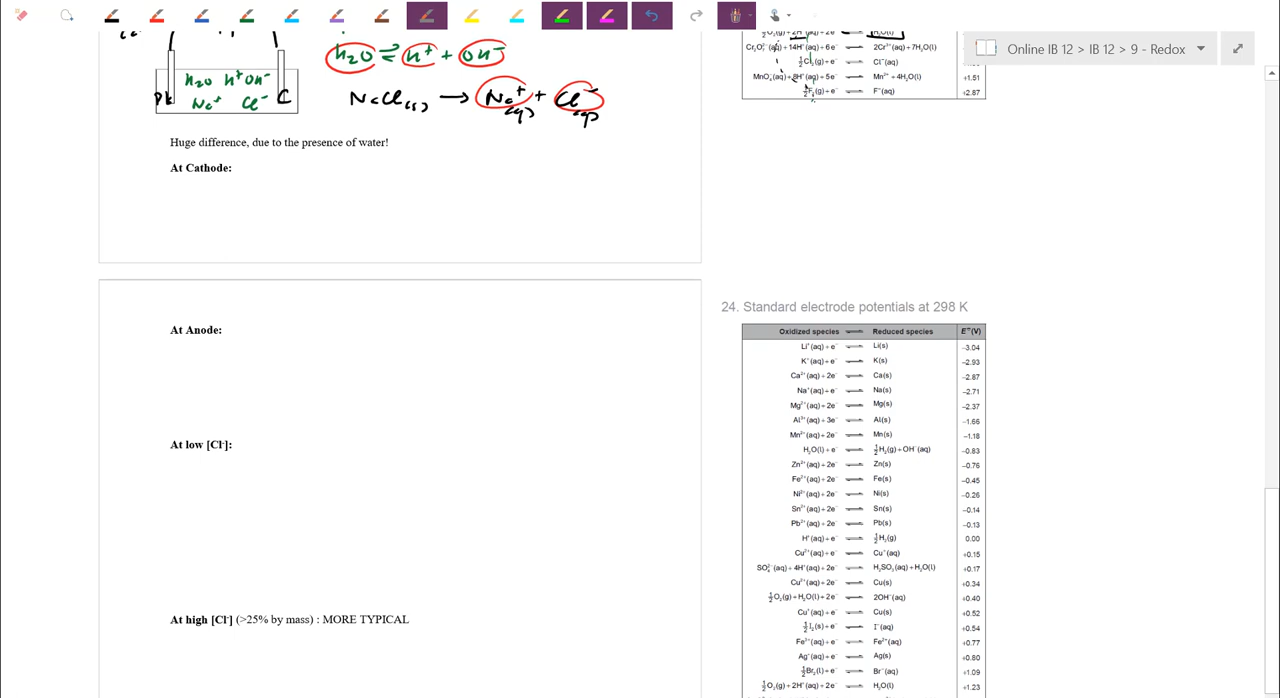 H₂O ⇌ H⁺ + OH⁻
H₂O H⁺ OH⁻
Na⁺ Cl⁻
Pt C
NaCl(s) → Na⁺(aq) + Cl⁻(aq)
Huge difference, due to the presence of water!
At Cathode:
At Anode:
At low [Cl⁻]:
At high [Cl⁻] (>25% by mass) : MORE TYPICAL
Cr₂O₇²⁻(aq) + 14H⁺(aq) + 6e⁻ ⇌ 2Cr³⁺(aq) + 7H₂O(l)
½Cl₂(g) + e⁻ ⇌ Cl⁻(aq)
MnO₄⁻(aq) + 8H⁺(aq) + 5e⁻ ⇌ Mn²⁺ + 4H₂O(l) +1.51
½F₂(g) + e⁻ ⇌ F⁻(aq) +2.87
Online IB 12 > IB 12 > 9 - Redox
24. Standard electrode potentials at 298 K
Oxidized species ⇌ Reduced species E⊖(V)
Li⁺(aq) + e⁻ ⇌ Li(s) −3.04
K⁺(aq) + e⁻ ⇌ K(s) −2.93
Ca²⁺(aq) + 2e⁻ ⇌ Ca(s) −2.87
Na⁺(aq) + e⁻ ⇌ Na(s) −2.71
Mg²⁺(aq) + 2e⁻ ⇌ Mg(s) −2.37
Al³⁺(aq) + 3e⁻ ⇌ Al(s) −1.66
Mn²⁺(aq) + 2e⁻ ⇌ Mn(s) −1.18
H₂O(l) + e⁻ ⇌ ½H₂(g) + OH⁻(aq) −0.83
Zn²⁺(aq) + 2e⁻ ⇌ Zn(s) −0.76
Fe²⁺(aq) + 2e⁻ ⇌ Fe(s) −0.45
Ni²⁺(aq) + 2e⁻ ⇌ Ni(s) −0.26
Sn²⁺(aq) + 2e⁻ ⇌ Sn(s) −0.14
Pb²⁺(aq) + 2e⁻ ⇌ Pb(s) −0.13
H⁺(aq) + e⁻ ⇌ ½H₂(g) 0.00
Cu²⁺(aq) + e⁻ ⇌ Cu⁺(aq) +0.15
SO₄²⁻(aq) + 4H⁺(aq) + 2e⁻ ⇌ H₂SO₃(aq) + H₂O(l) +0.17
Cu²⁺(aq) + 2e⁻ ⇌ Cu(s) +0.34
½O₂(g) + H₂O(l) + 2e⁻ ⇌ 2OH⁻(aq) +0.40
Cu⁺(aq) + e⁻ ⇌ Cu(s) +0.52
½I₂(s) + e⁻ ⇌ I⁻(aq) +0.54
Fe³⁺(aq) + e⁻ ⇌ Fe²⁺(aq) +0.77
Ag⁺(aq) + e⁻ ⇌ Ag(s) +0.80
½Br₂(l) + e⁻ ⇌ Br⁻(aq) +1.09
½O₂(g) + 2H⁺(aq) + 2e⁻ ⇌ H₂O(l) +1.23